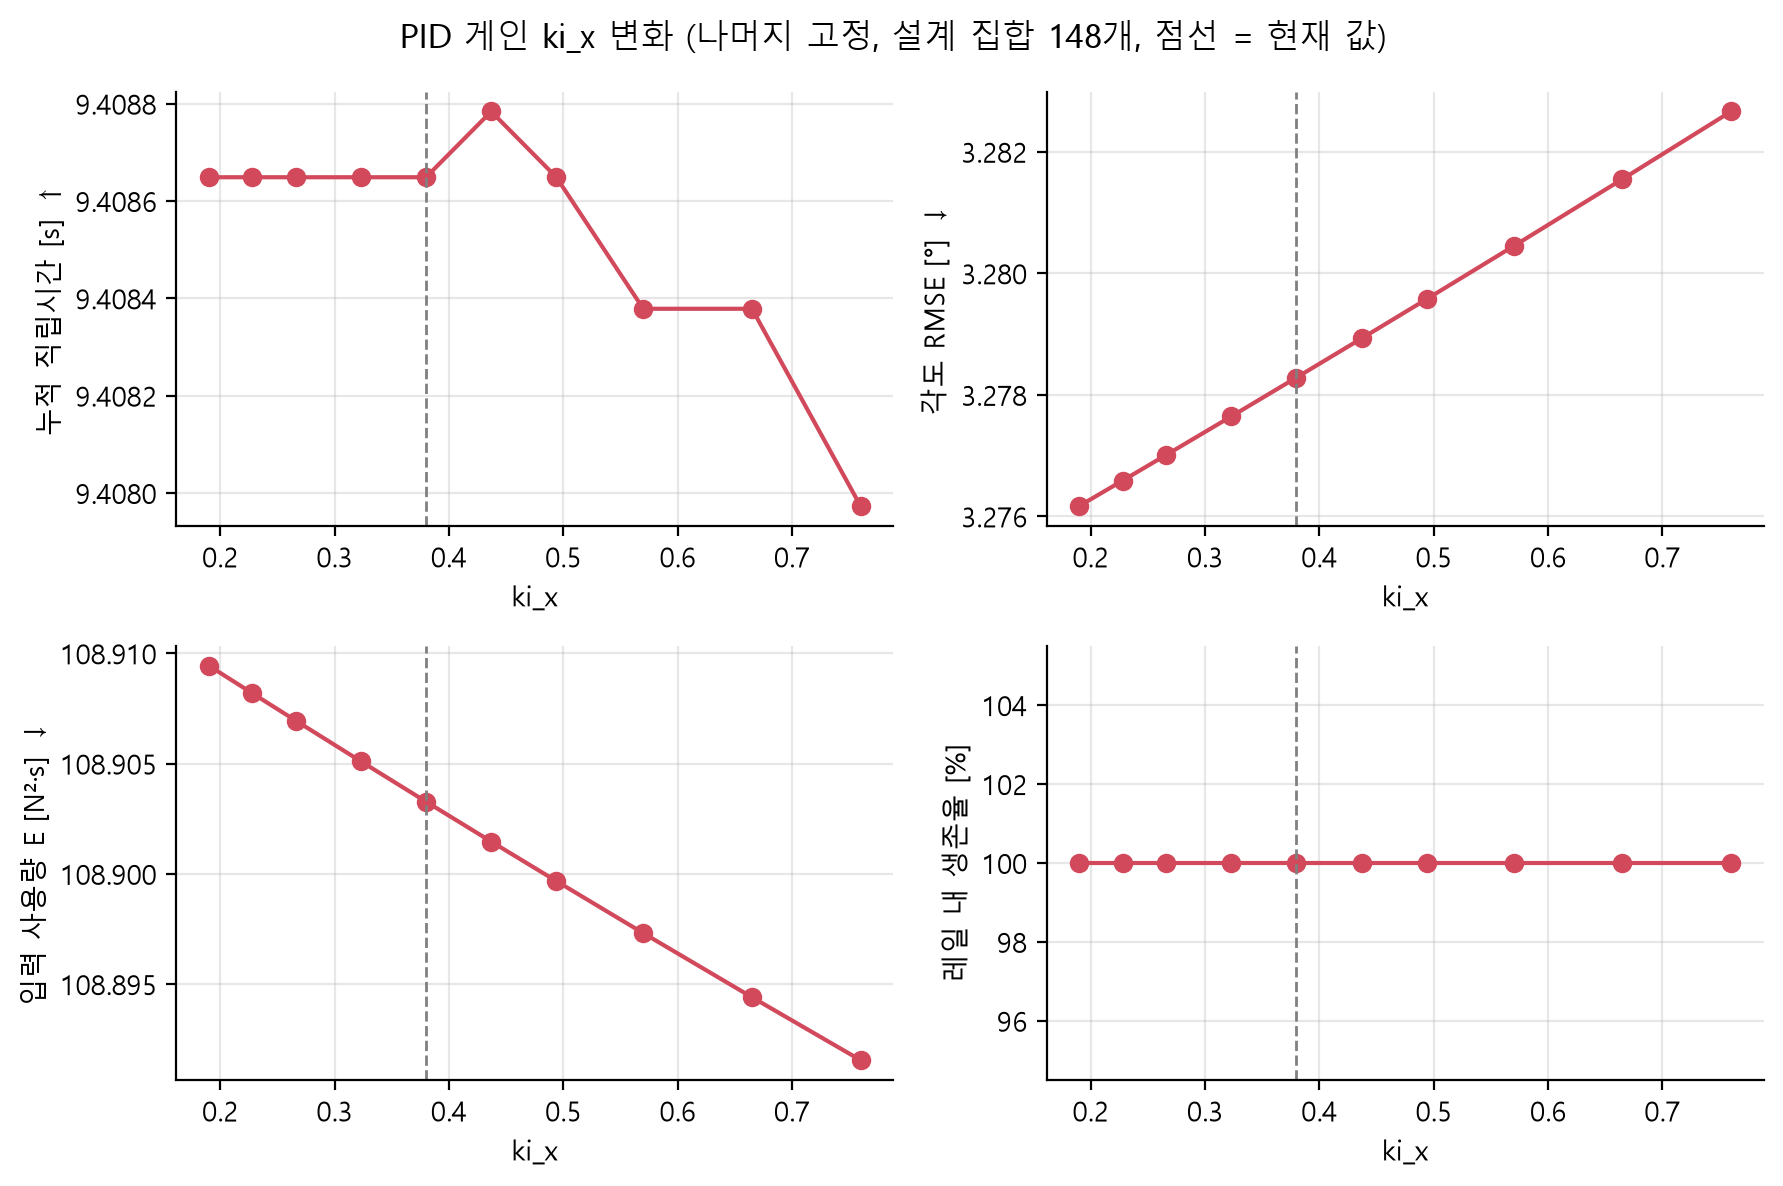 PID 게인 ki_x 변화 (나머지 고정, 설계 집합 148개, 점선 = 현재 값)
누적 직립시간 [s] ↑
9.4088
9.4086
9.4084
9.4082
9.4080
0.2 0.3 0.4 0.5 0.6 0.7
ki_x
각도 RMSE [°] ↓
3.282
3.280
3.278
3.276
0.2 0.3 0.4 0.5 0.6 0.7
ki_x
입력 사용량 E [N²·s] ↓
108.910
108.905
108.900
108.895
0.2 0.3 0.4 0.5 0.6 0.7
ki_x
레일 내 생존율 [%]
104
102
100
98
96
0.2 0.3 0.4 0.5 0.6 0.7
ki_x